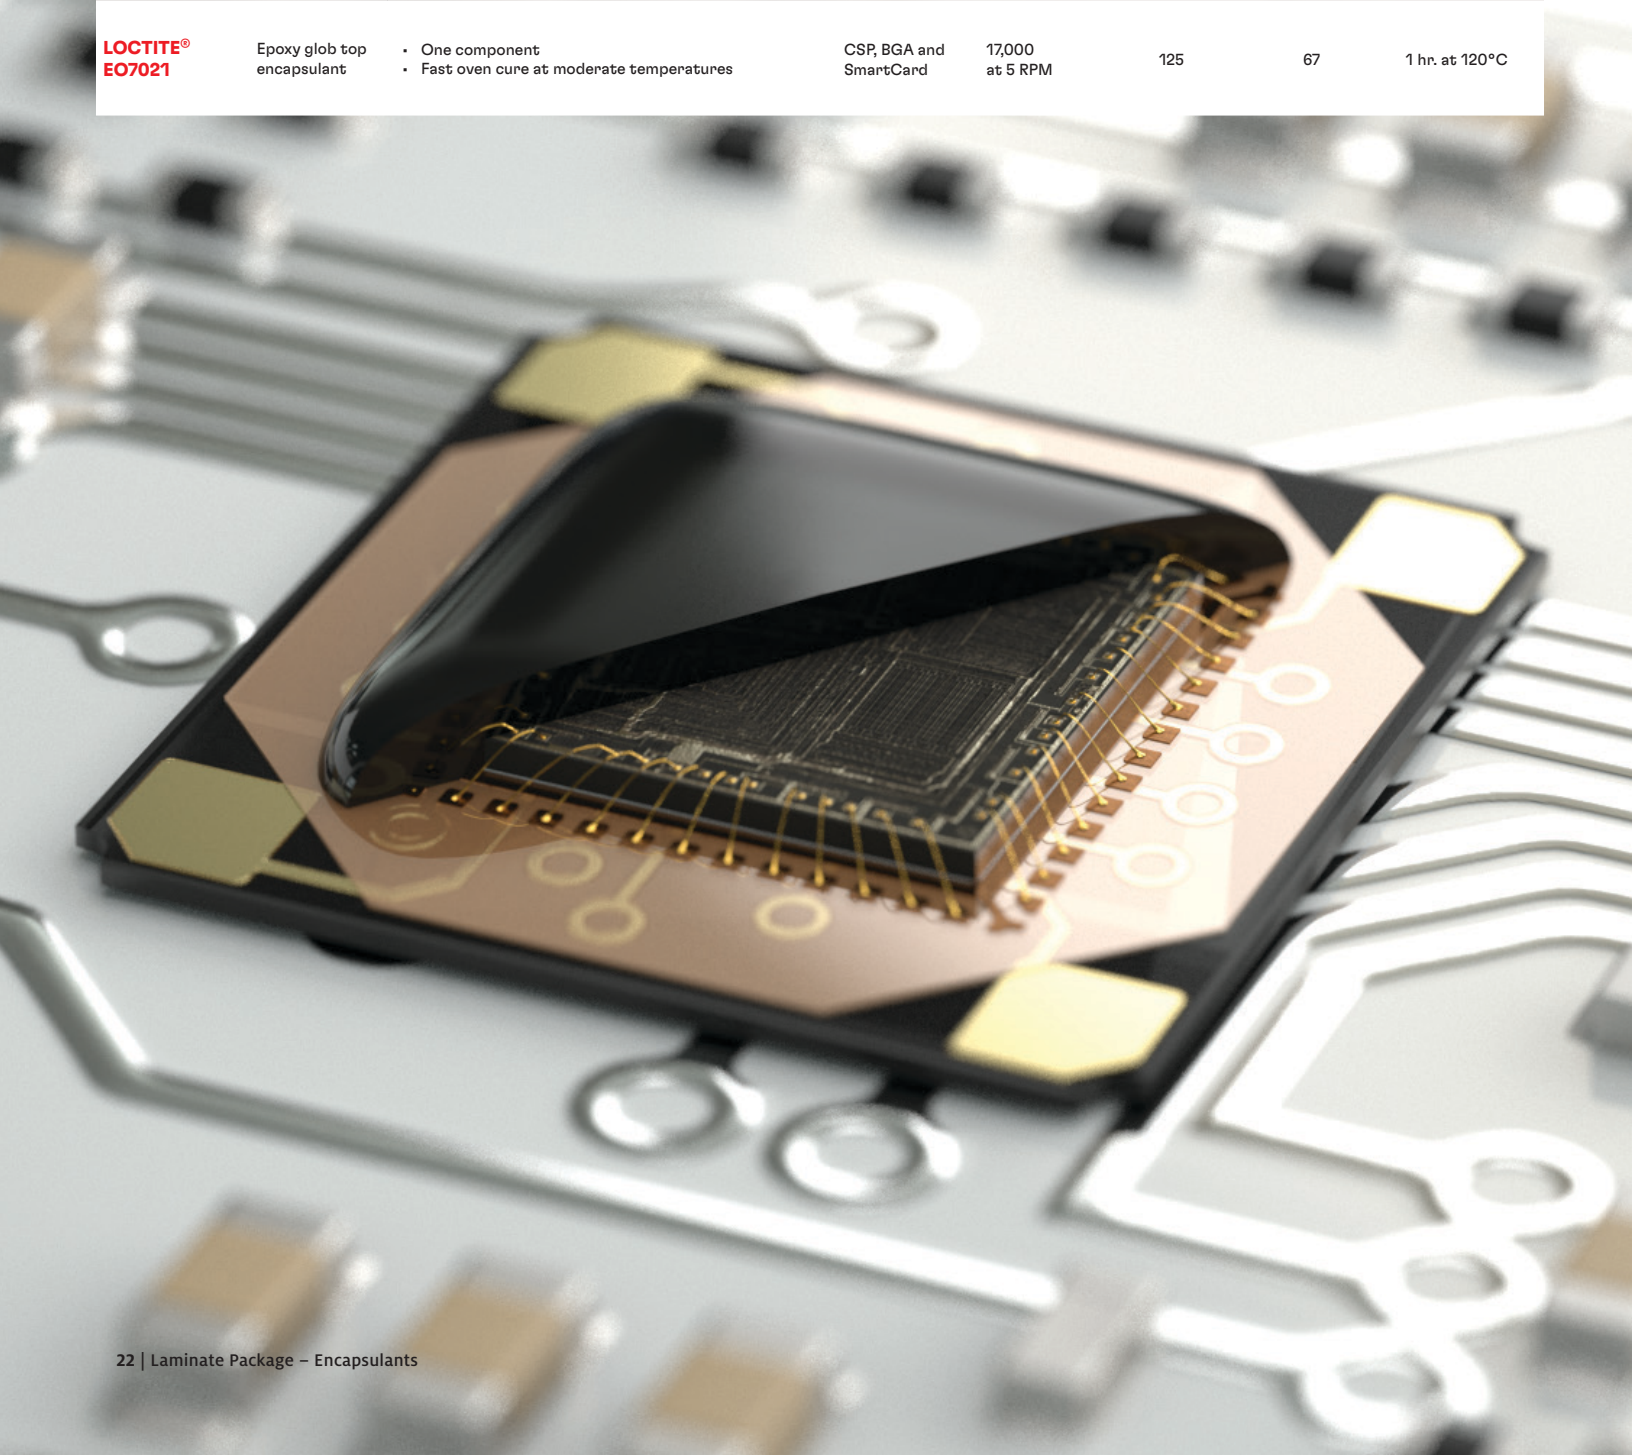 LOCTITE®
EO7021
Epoxy glob top
encapsulant
▪ One component
▪ Fast oven cure at moderate temperatures
CSP, BGA and
SmartCard
17,000
at 5 RPM
125
67
1 hr. at 120°C
22 | Laminate Package – Encapsulants